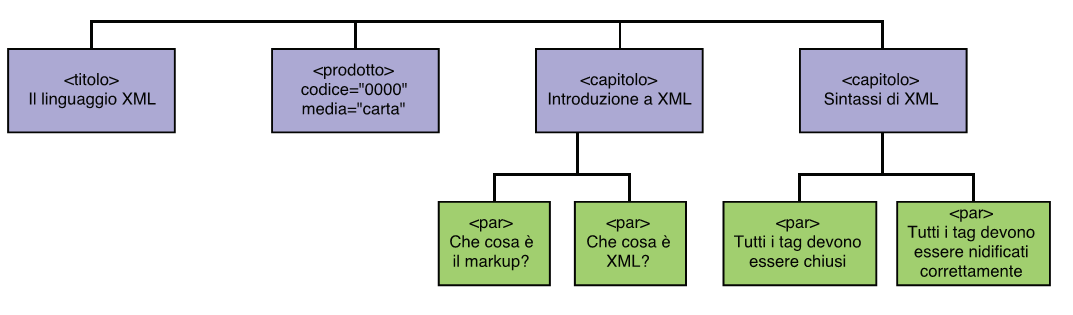 <titolo>
Il linguaggio XML
<prodotto>
codice="0000"
media="carta"
<capitolo>
Introduzione a XML
<capitolo>
Sintassi di XML
<par>
Che cosa è
il markup?
<par>
Che cosa è
XML?
<par>
Tutti i tag devono
essere chiusi
<par>
Tutti i tag devono
essere nidificati
correttamente